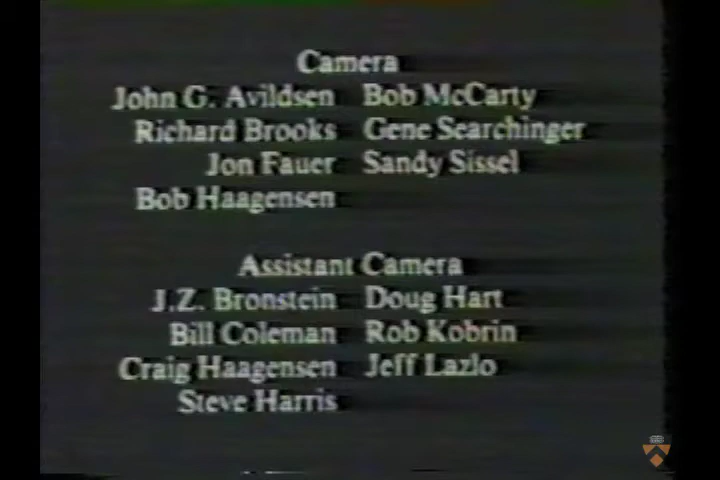 Camera
John G. Avildsen Bob McCarty
Richard Brooks Gene Searchinger
Jon Fauer Sandy Sissel
Bob Haagensen
Assistant Camera
J.Z. Bronstein Doug Hart
Bill Coleman Rob Kobrin
Craig Haagensen Jeff Lazlo
Steve Harris